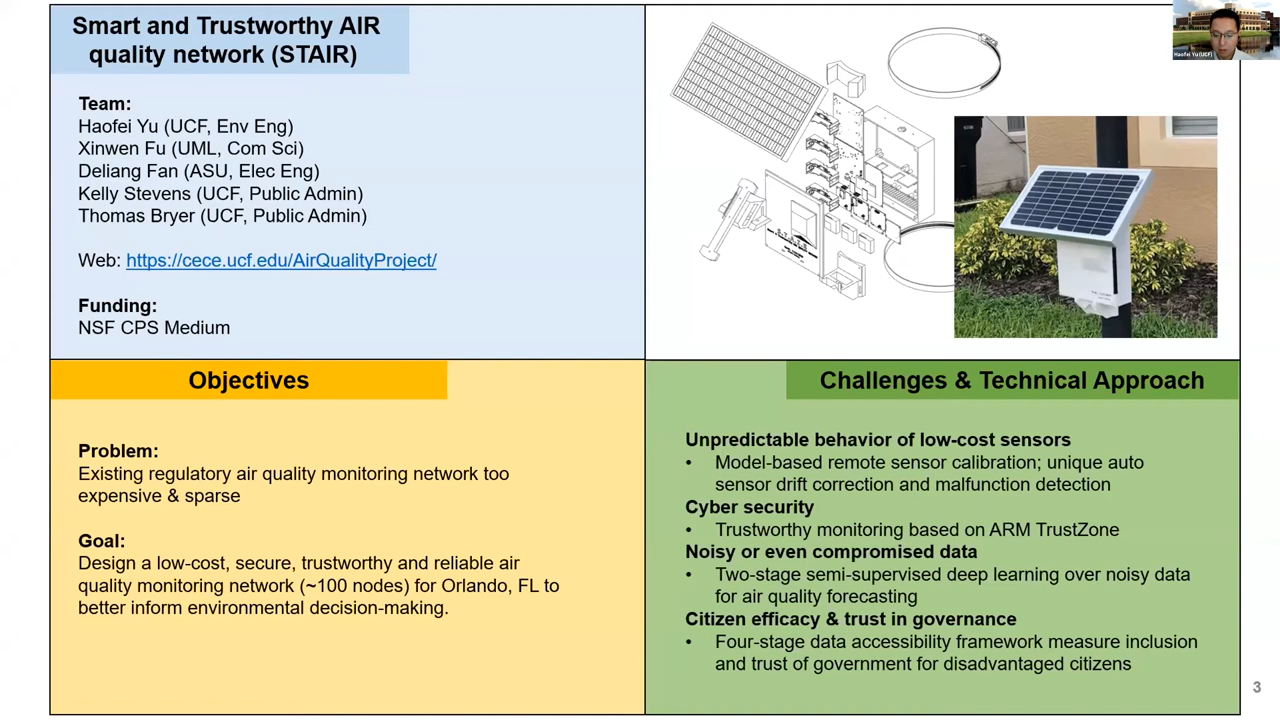 Smart and Trustworthy AIR
quality network (STAIR)
Team:
Haofei Yu (UCF, Env Eng)
Xinwen Fu (UML, Com Sci)
Deliang Fan (ASU, Elec Eng)
Kelly Stevens (UCF, Public Admin)
Thomas Bryer (UCF, Public Admin)
Web: https://cece.ucf.edu/AirQualityProject/
Funding:
NSF CPS Medium
Haofei Yu (UCF)
Objectives
Problem:
Existing regulatory air quality monitoring network too
expensive & sparse
Goal:
Design a low-cost, secure, trustworthy and reliable air
quality monitoring network (~100 nodes) for Orlando, FL to
better inform environmental decision-making.
Challenges & Technical Approach
Unpredictable behavior of low-cost sensors
• Model-based remote sensor calibration; unique auto
sensor drift correction and malfunction detection
Cyber security
• Trustworthy monitoring based on ARM TrustZone
Noisy or even compromised data
• Two-stage semi-supervised deep learning over noisy data
for air quality forecasting
Citizen efficacy & trust in governance
• Four-stage data accessibility framework measure inclusion
and trust of government for disadvantaged citizens
3